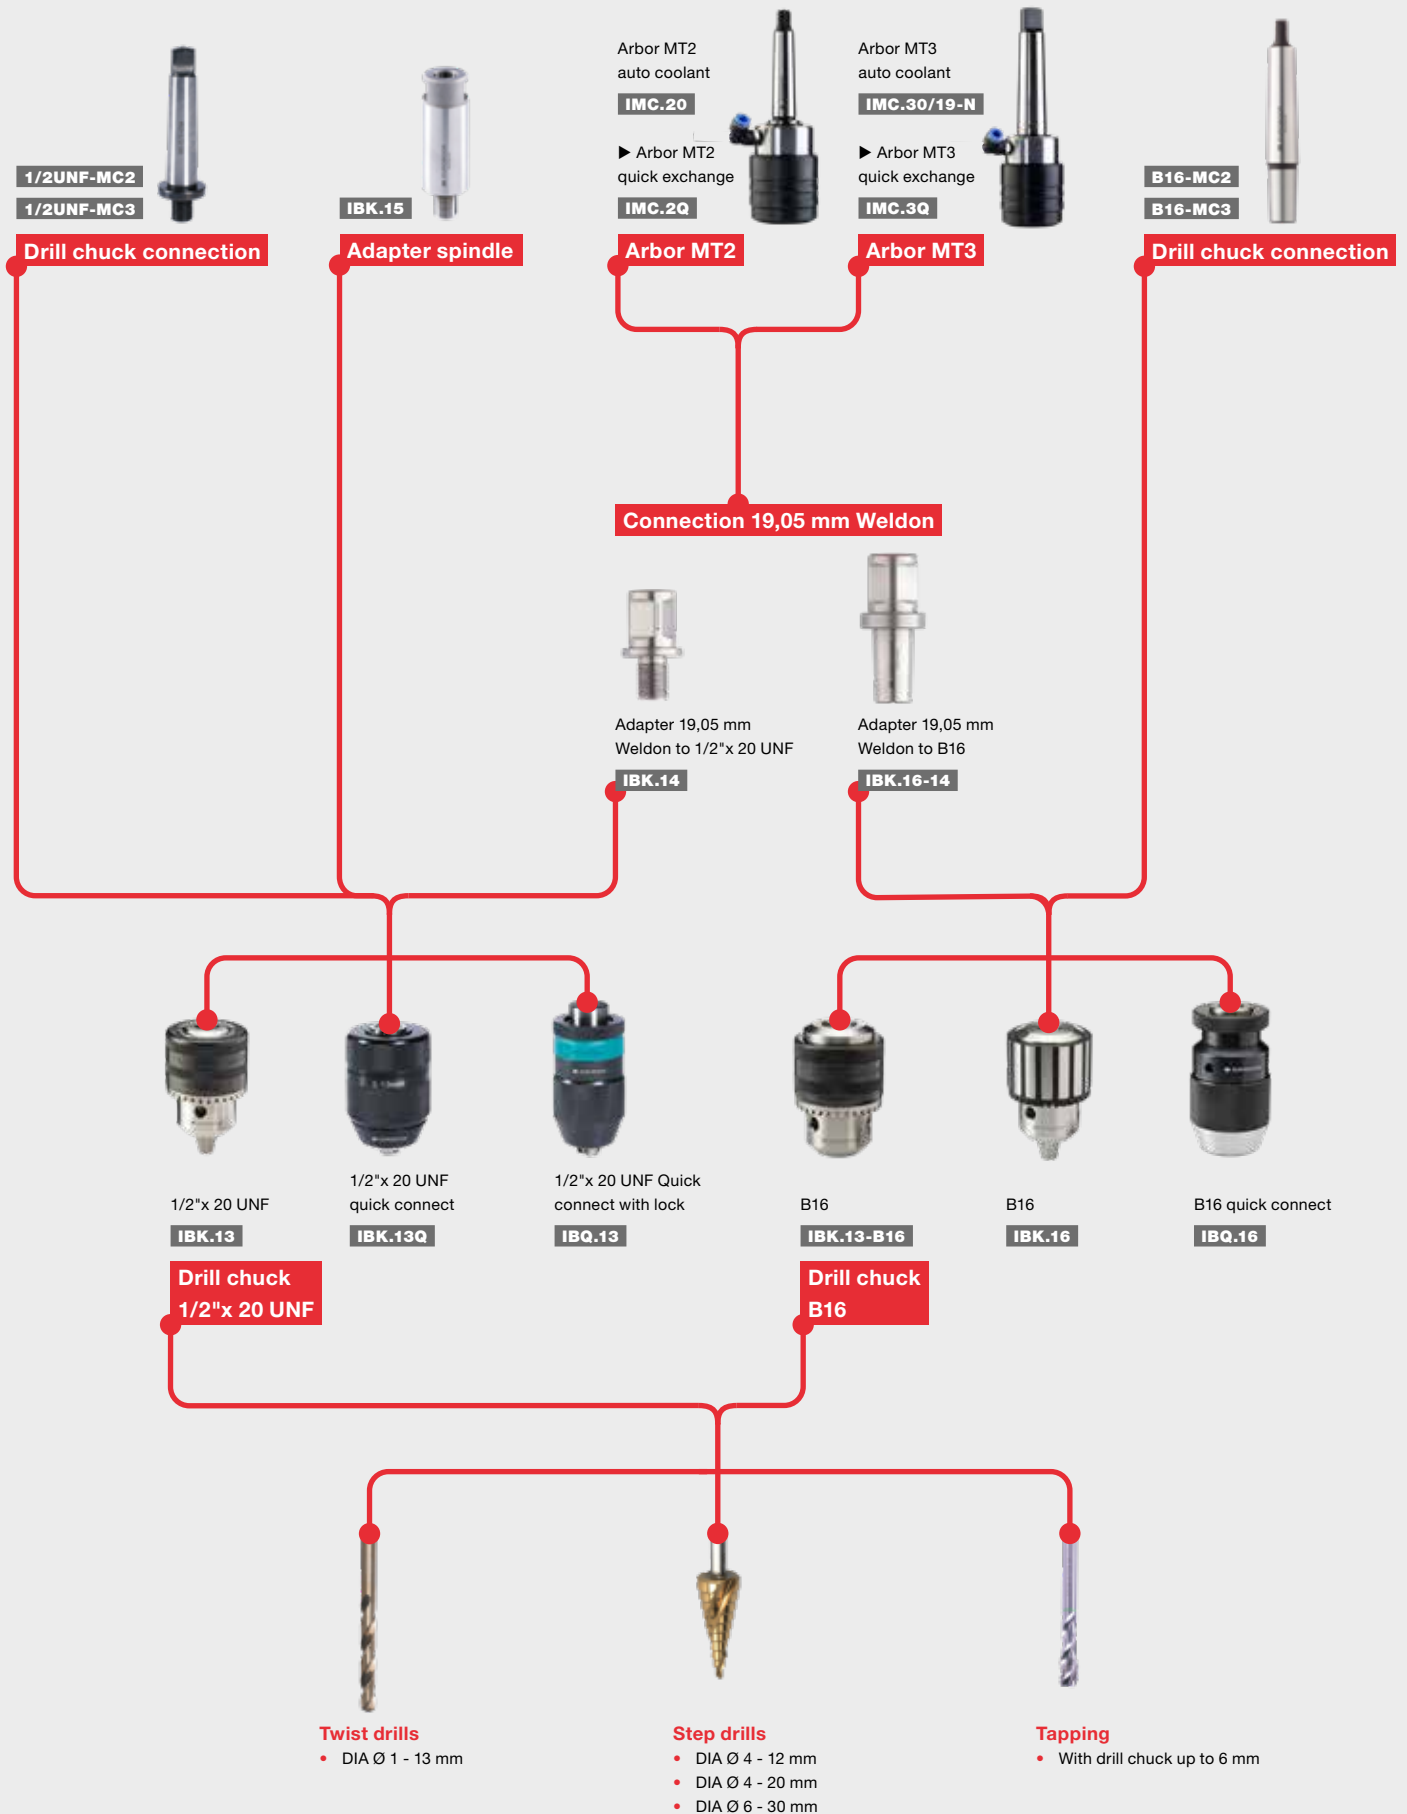 1/2UNF-MC2
1/2UNF-MC3
Drill chuck connection
IBK.15
Adapter spindle
Arbor MT2
auto coolant
IMC.20
▶ Arbor MT2
quick exchange
IMC.2Q
Arbor MT2
Arbor MT3
auto coolant
IMC.30/19-N
▶ Arbor MT3
quick exchange
IMC.3Q
Arbor MT3
B16-MC2
B16-MC3
Drill chuck connection
Connection 19,05 mm Weldon
Adapter 19,05 mm
Weldon to 1/2"x 20 UNF
IBK.14
Adapter 19,05 mm
Weldon to B16
IBK.16-14
1/2"x 20 UNF
IBK.13
1/2"x 20 UNF
quick connect
IBK.13Q
1/2"x 20 UNF Quick
connect with lock
IBQ.13
B16
IBK.13-B16
B16
IBK.16
B16 quick connect
IBQ.16
Drill chuck
1/2"x 20 UNF
Drill chuck
B16
Twist drills
• DIA Ø 1 - 13 mm
Step drills
• DIA Ø 4 - 12 mm
• DIA Ø 4 - 20 mm
• DIA Ø 6 - 30 mm
Tapping
• With drill chuck up to 6 mm